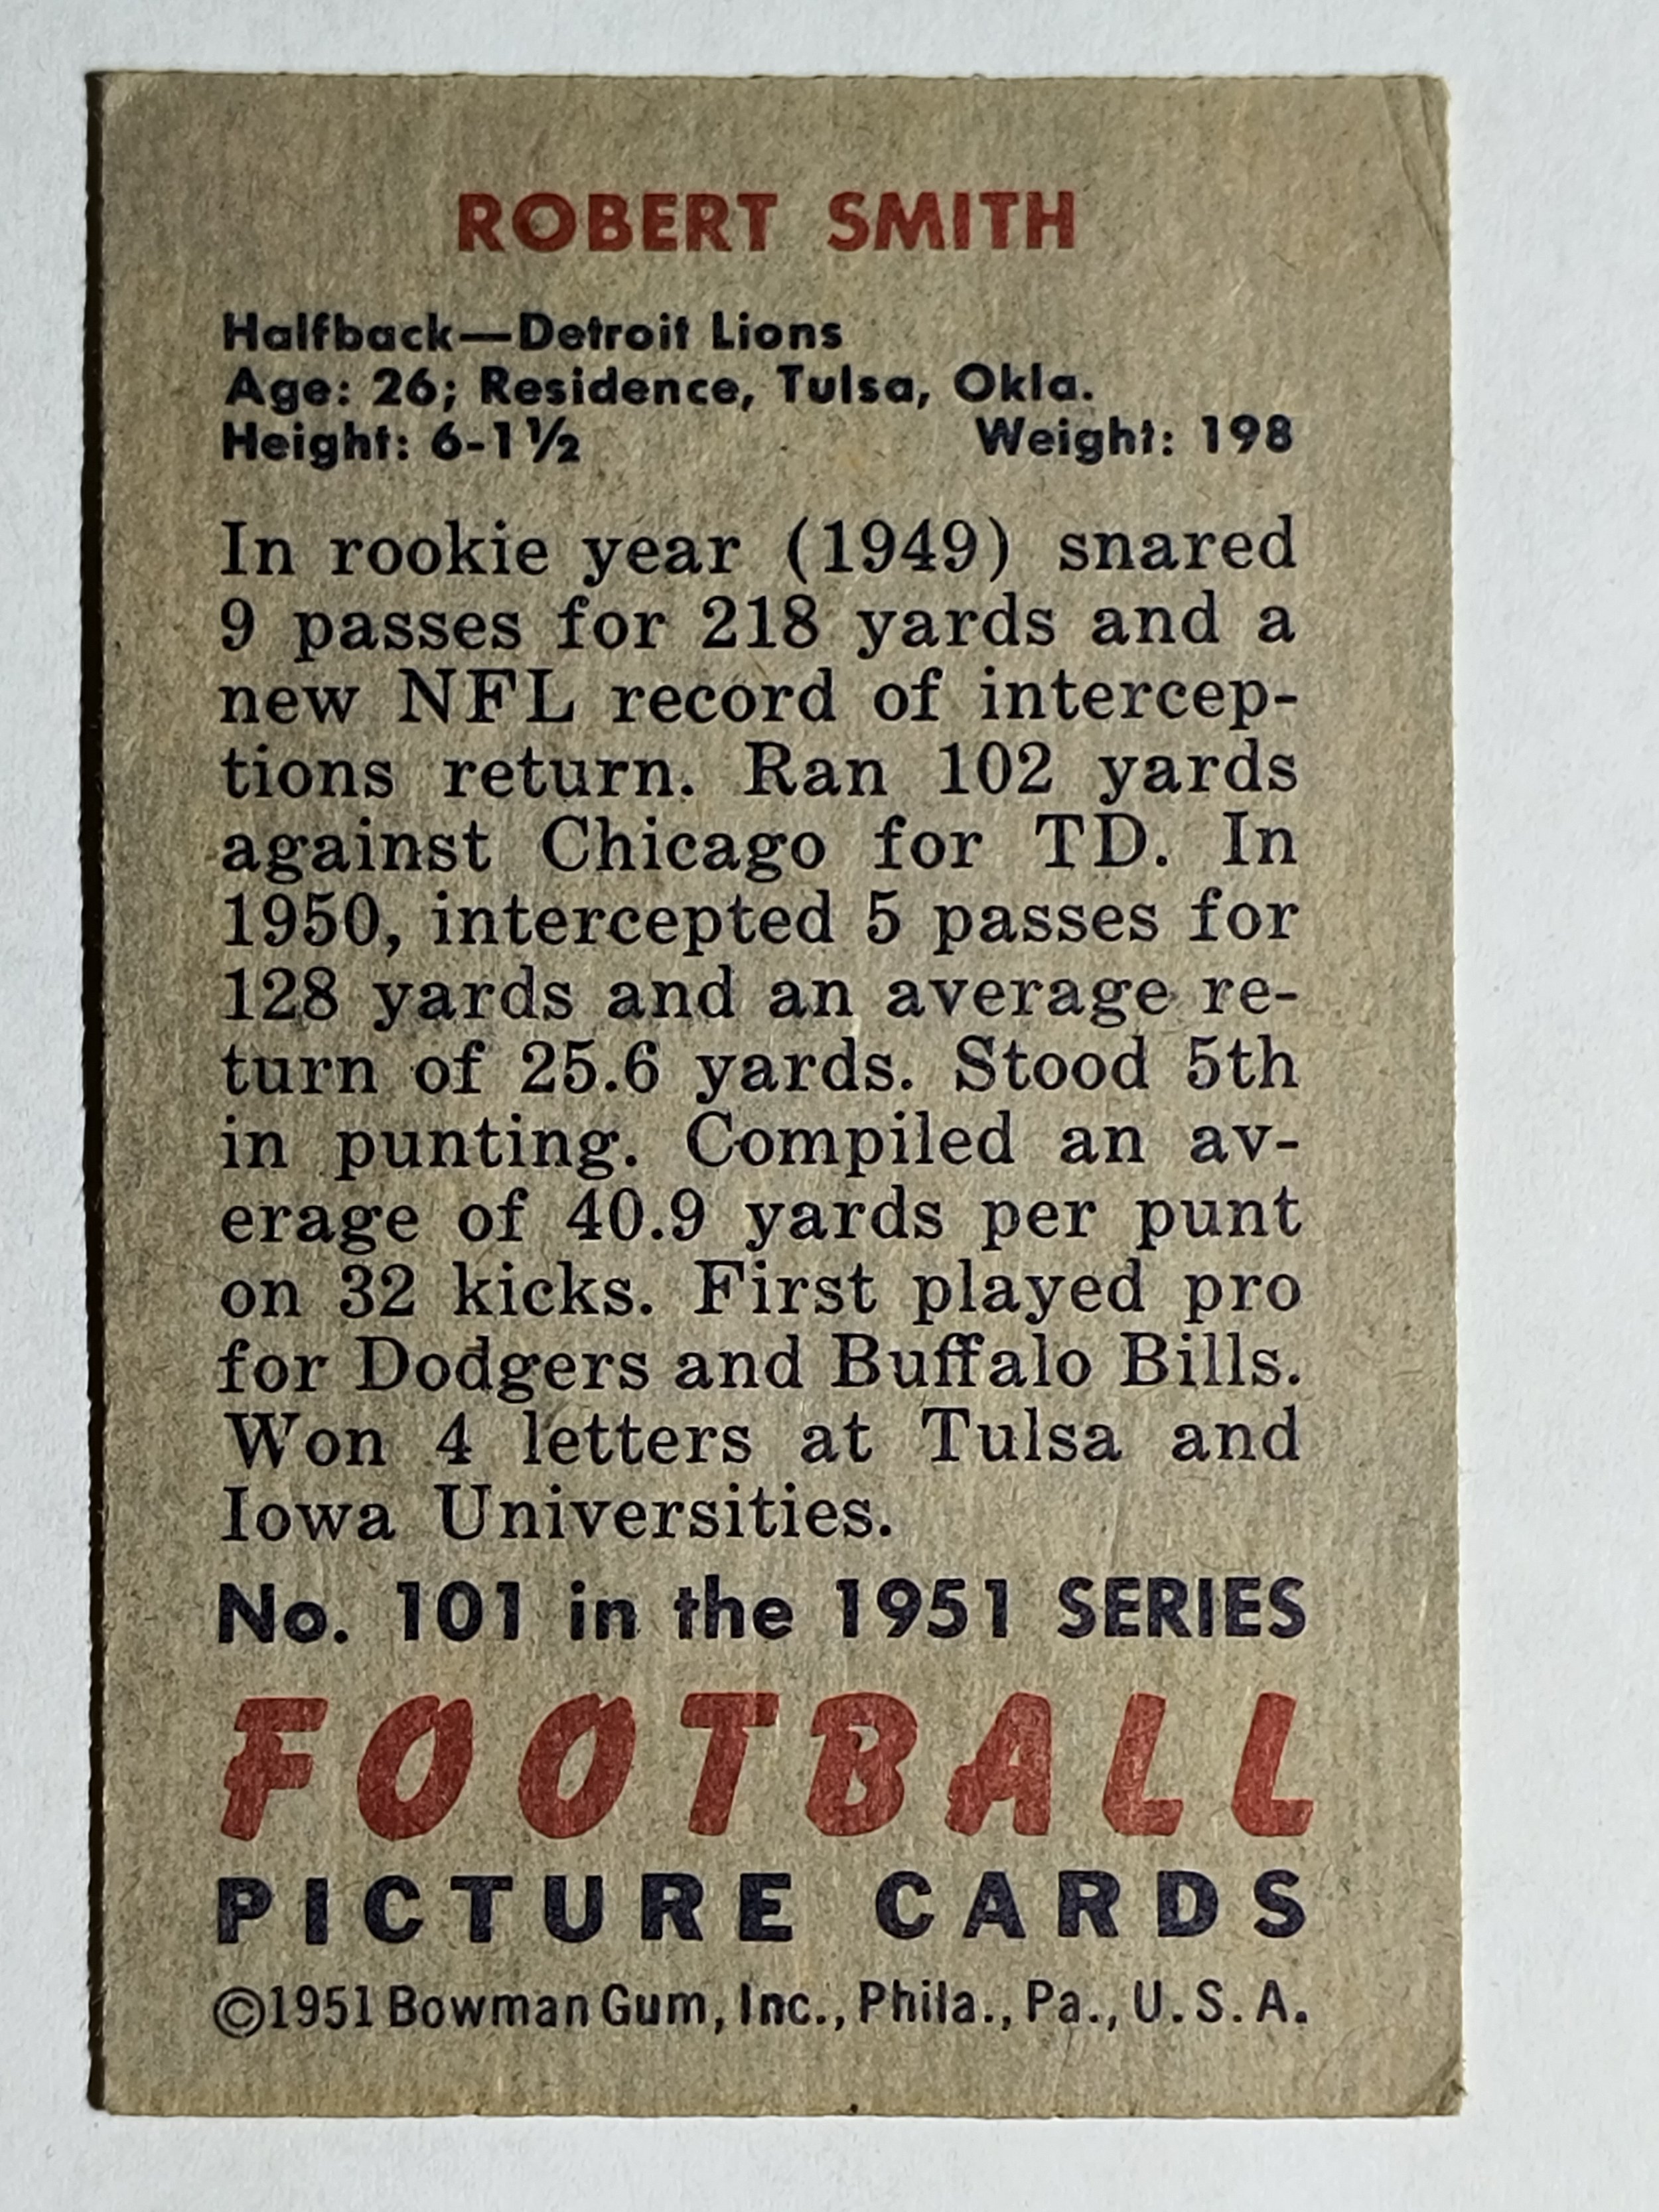 ROBERT SMITH
Halfback—Detroit Lions
Age: 26; Residence, Tulsa, Okla.
Height: 6-1½ Weight: 198
In rookie year (1949) snared
9 passes for 218 yards and a
new NFL record of intercep-
tions return. Ran 102 yards
against Chicago for TD. In
1950, intercepted 5 passes for
128 yards and an average re-
turn of 25.6 yards. Stood 5th
in punting. Compiled an av-
erage of 40.9 yards per punt
on 32 kicks. First played pro
for Dodgers and Buffalo Bills.
Won 4 letters at Tulsa and
Iowa Universities.
No. 101 in the 1951 SERIES
FOOTBALL
PICTURE CARDS
©1951 Bowman Gum, Inc., Phila., Pa., U.S.A.